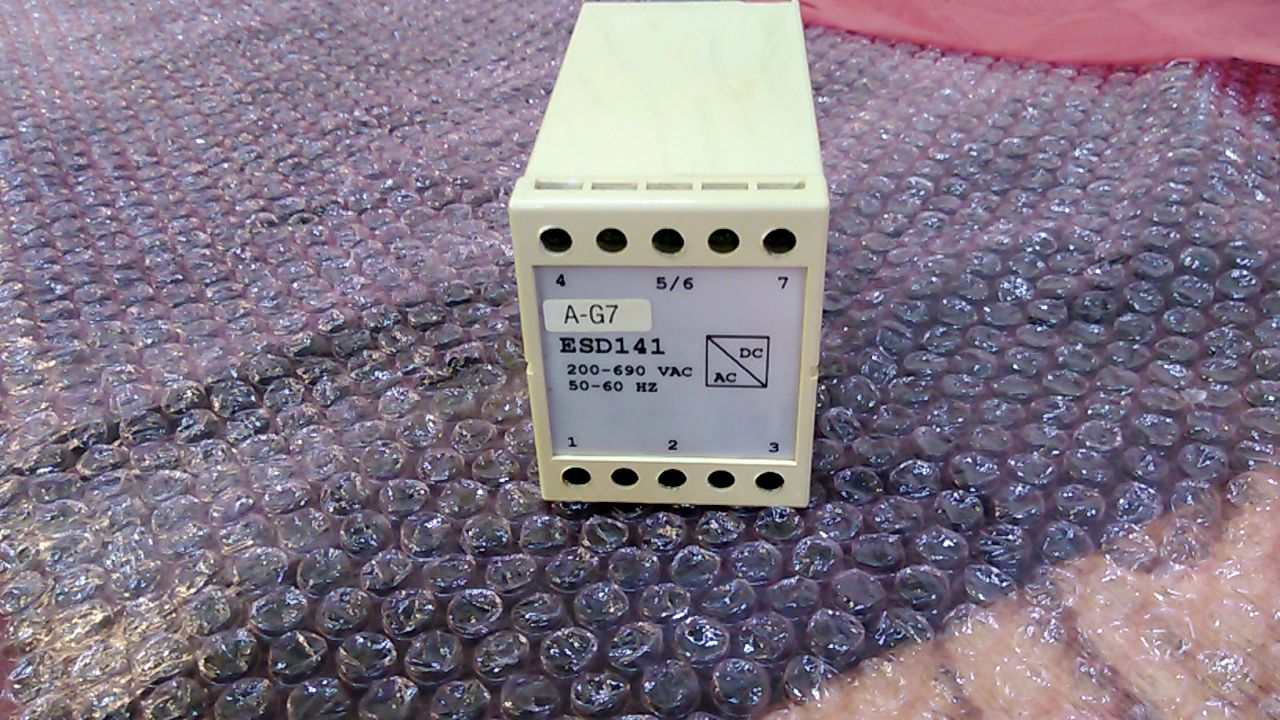 4 5/6 7
A-G7
ESD141
200-690 VAC
50-60 HZ
DC
AC
1 2 3